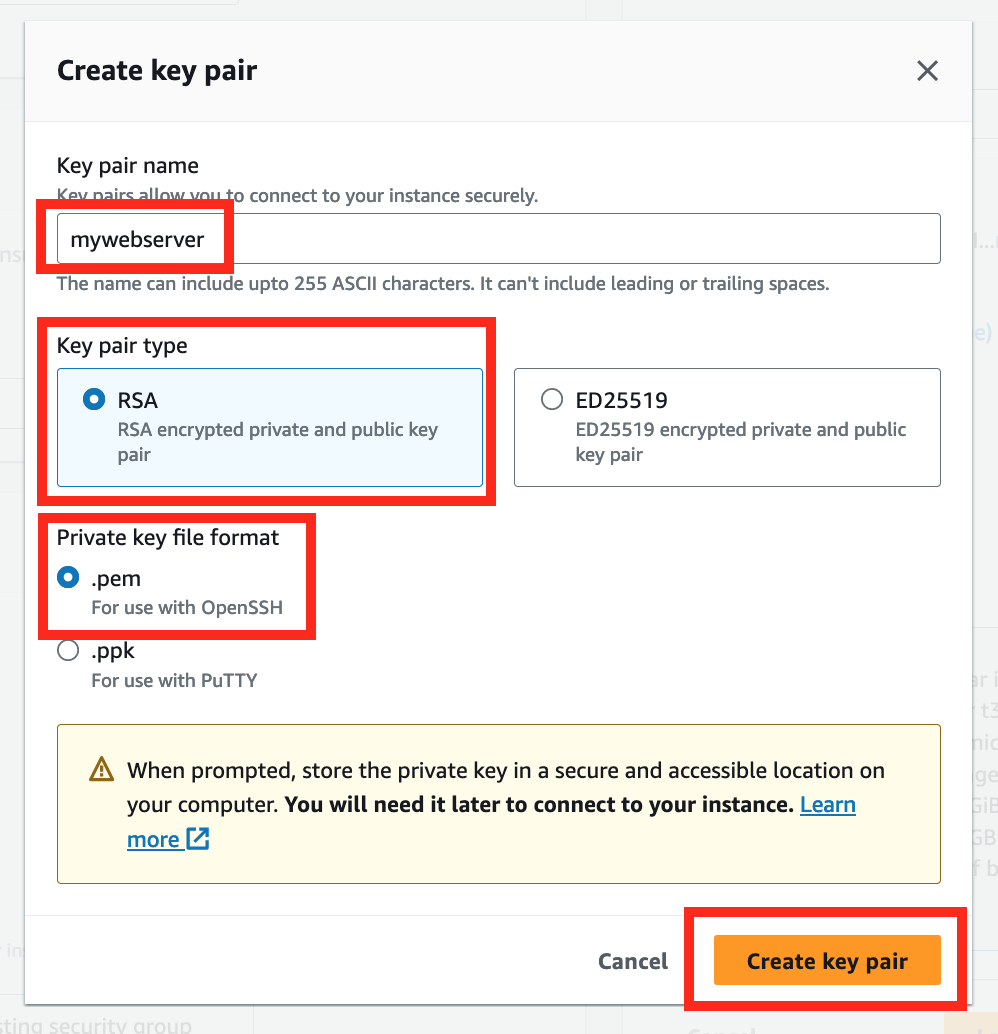 Create key pair
Key pair name
Key pairs allow you to connect to your instance securely.
mywebserver
The name can include upto 255 ASCII characters. It can't include leading or trailing spaces.
Key pair type
RSA
RSA encrypted private and public key
pair
ED25519
ED25519 encrypted private and public
key pair
Private key file format
.pem
For use with OpenSSH
.ppk
For use with PuTTY
When prompted, store the private key in a secure and accessible location on
your computer. You will need it later to connect to your instance. Learn
more
Cancel
Create key pair
security group
Cancel